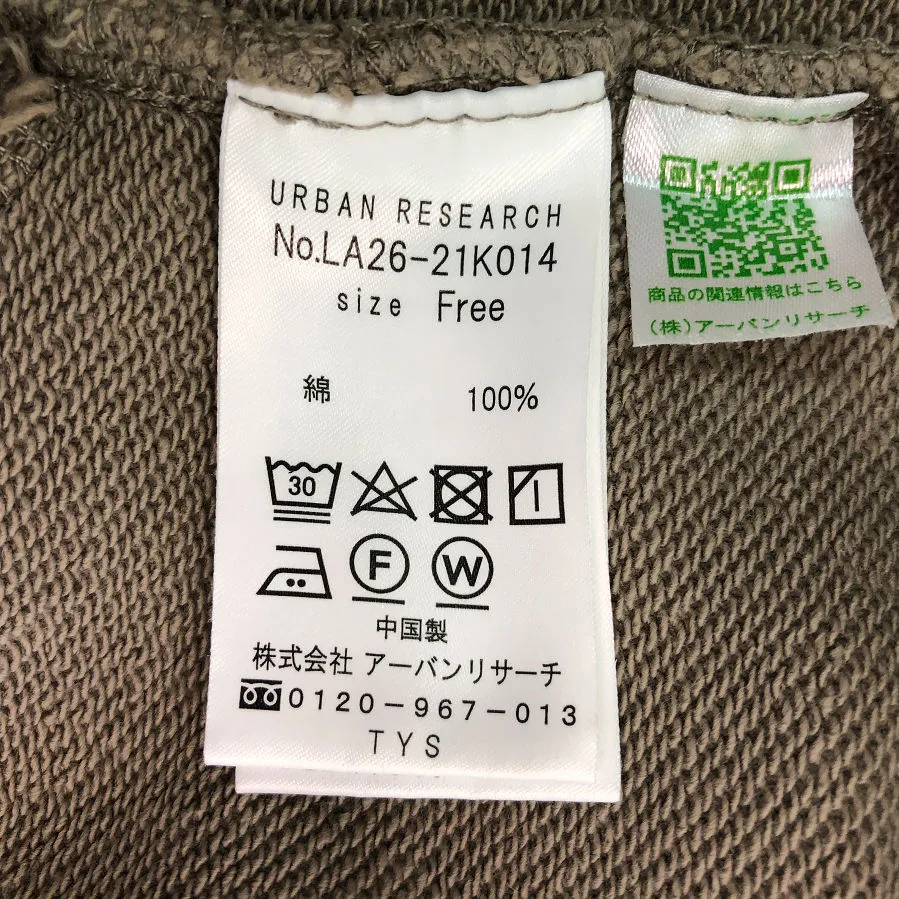 URBAN RESEARCH
No.LA26-21K014
size Free
綿 100%
30
F W
中国製
株式会社 アーバンリサーチ
0120-967-013
TYS
商品の関連情報はこちら
(株)アーバンリサーチ